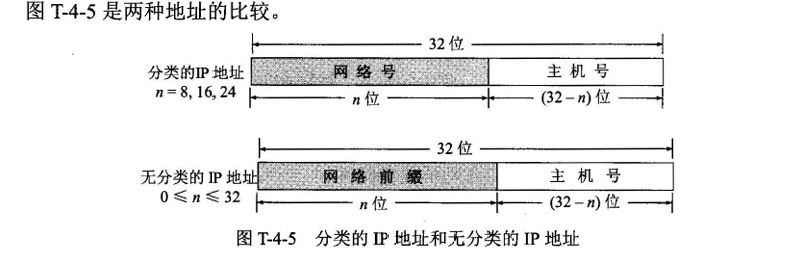 图 T-4-5 是两种地址的比较。
32 位
分类的IP 地址
n = 8, 16, 24
网络号
主机号
n 位
(32 – n) 位
32 位
无分类的 IP 地址
0 ≤ n ≤ 32
网络前缀
主机号
n 位
(32 – n) 位
图 T-4-5 分类的 IP 地址和无分类的 IP 地址